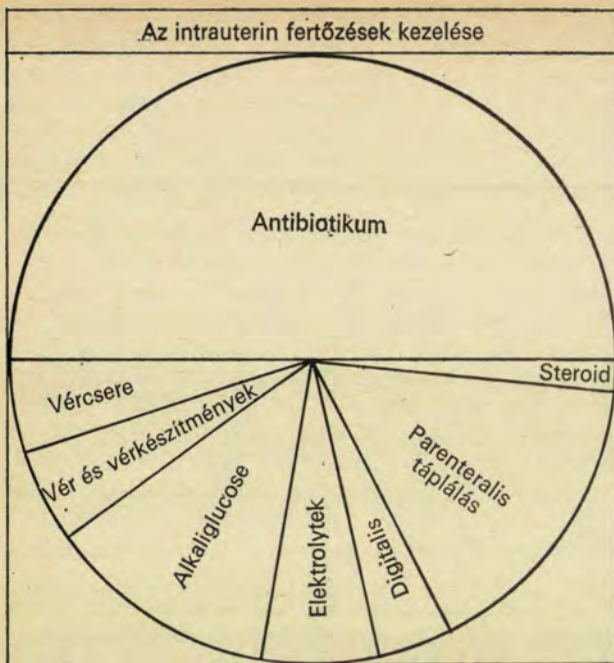 Az intrauterin fertőzések kezelése
Antibiotikum
Steroid
Vércsere
Vér és vérkészítmények
Parenteralis
táplálás
Alkaliglucose
Elektrolytek
Digitalis